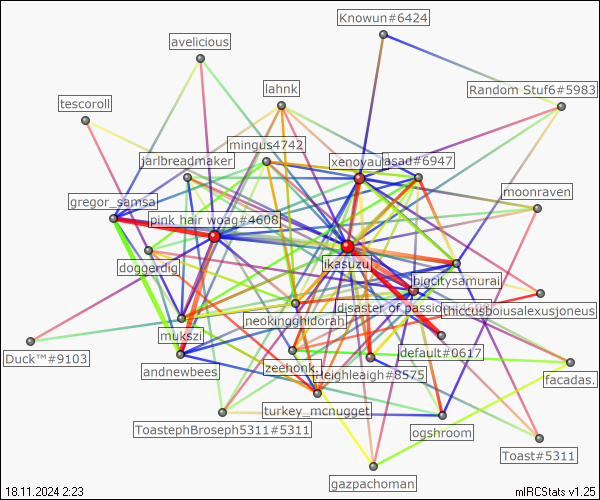 Knowun#6424
avelicious
lahnk
Random Stuf6#5983
tescoroll
mingus4742
jarlbreadmaker
xenoyau
asad#6947
moonraven
gregor_samsa
pink hair woag#4608
doggerdig
ikasuzu
bigcitysamurai
disaster of passion
thiccusboiusalexusjoneus
neokingghidorah.
mukszi
default#0617
Duck™#9103
andnewbees
zeehonk.
Heighleaigh#8575
facadas.
turkey_mcnugget
ToastephBroseph5311#5311
ogshroom
Toast#5311
gazpachoman
18.11.2024 2:23
mIRCStats v1.25